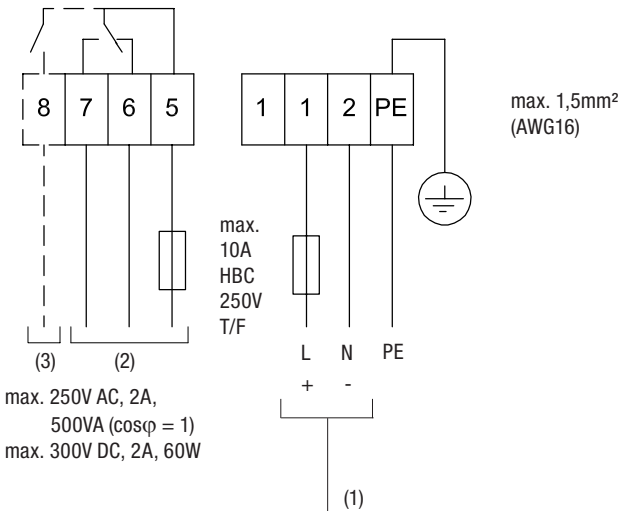 8 7 6 5 1 1 2 PE
max. 1,5mm²
(AWG16)
max.
10A
HBC
250V
T/F
L N PE
+ -
(3) (2)
max. 250V AC, 2A,
500VA (cosφ = 1)
max. 300V DC, 2A, 60W
(1)